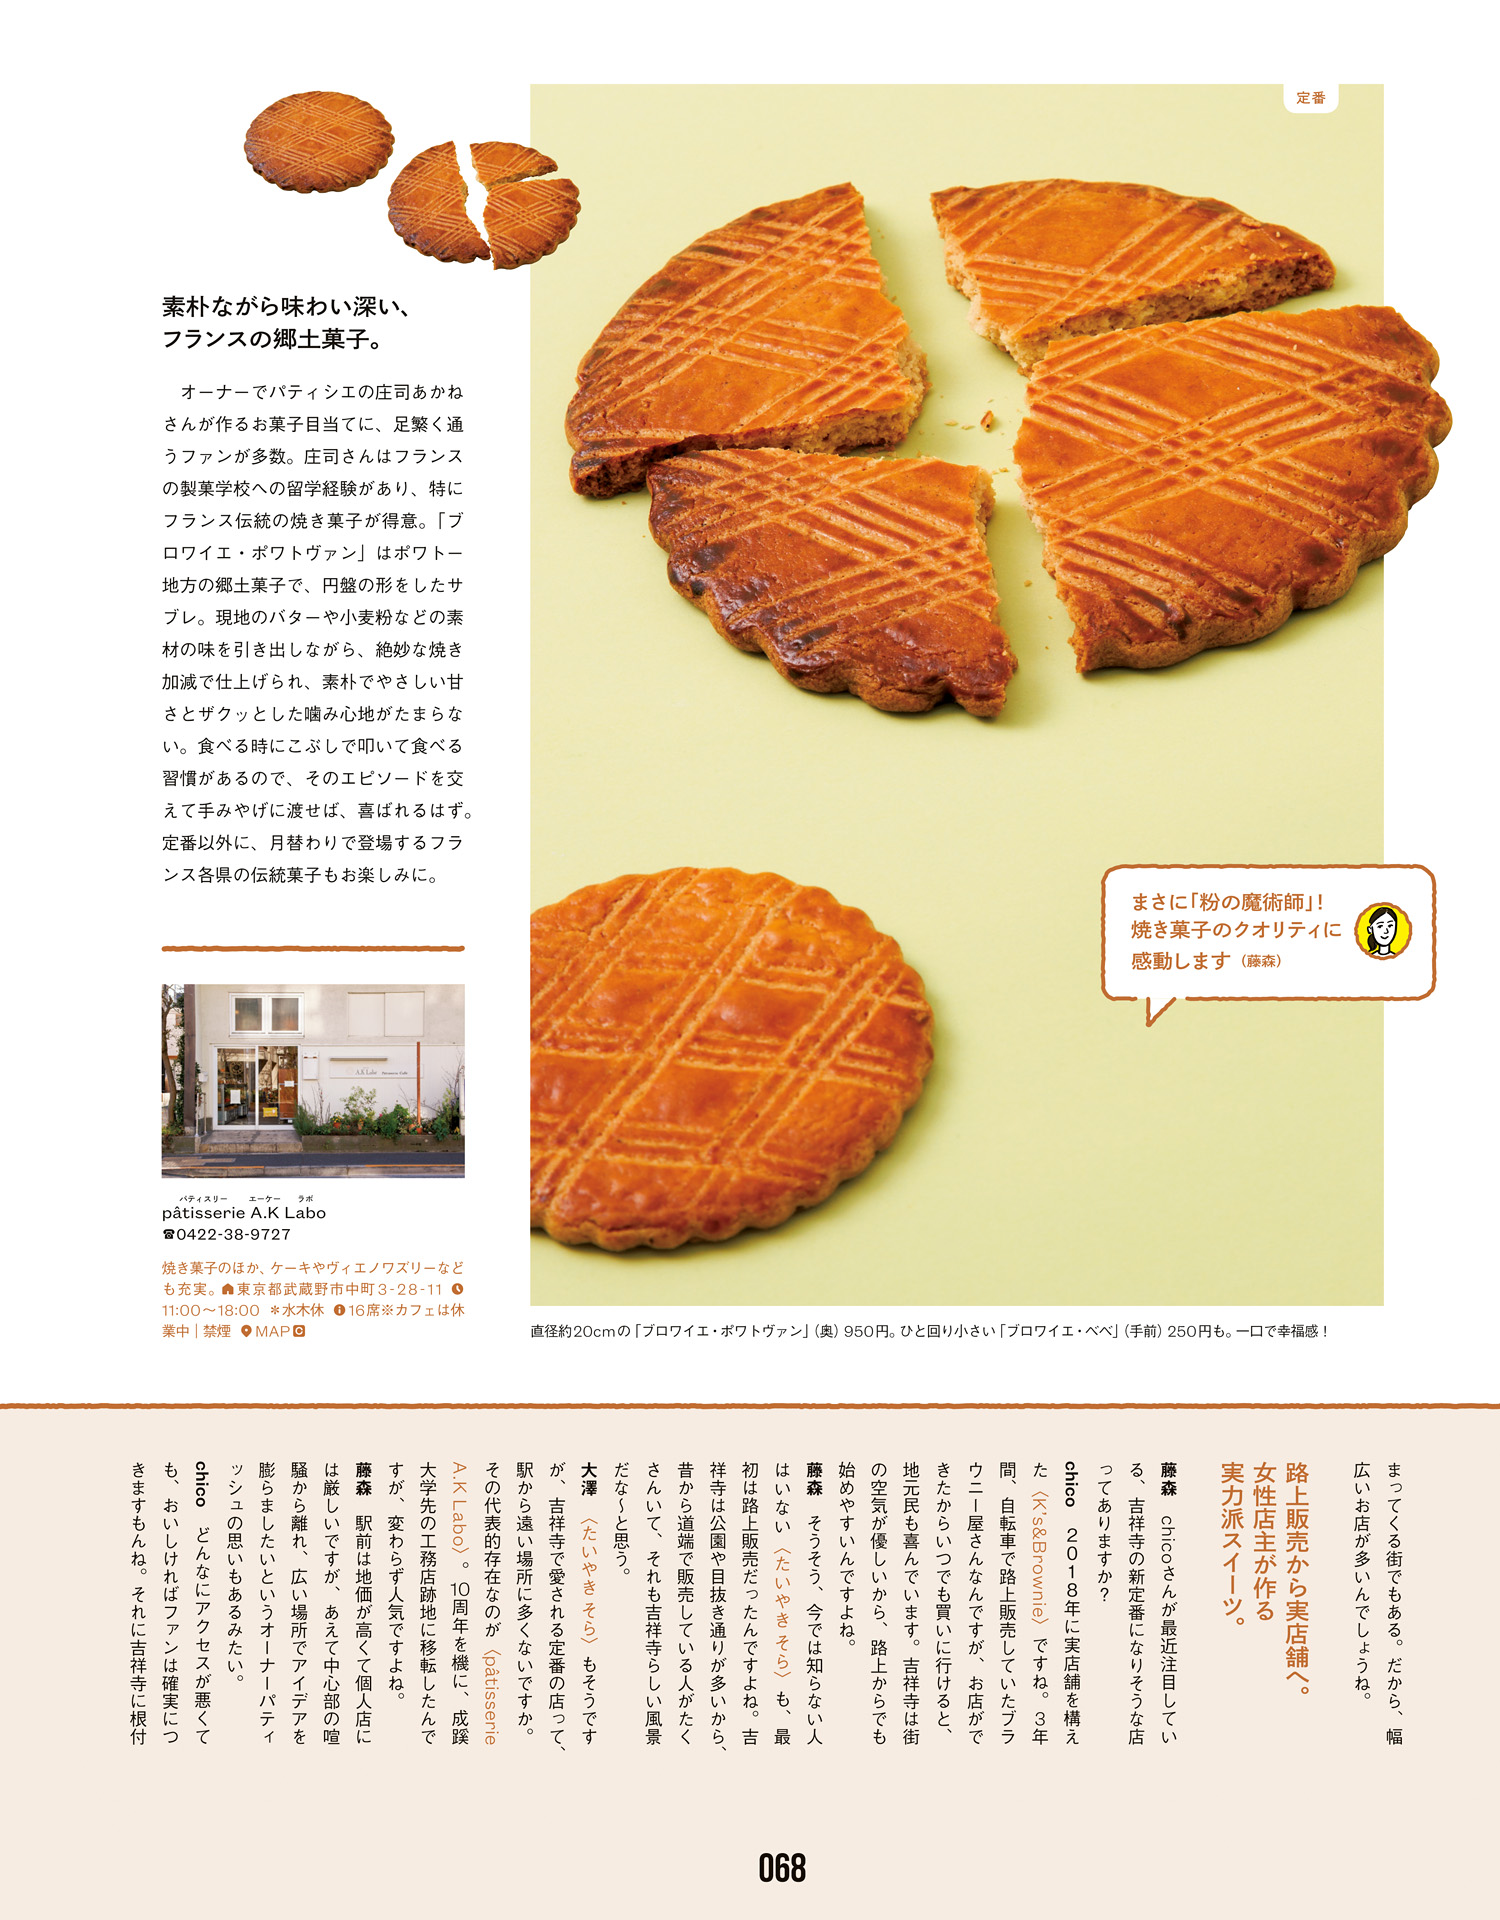 定番
素朴ながら味わい深い、
フランスの郷土菓子。
オーナーでパティシエの庄司あかね
さんが作るお菓子目当てに、足繁く通
うファンが多数。庄司さんはフランス
の製菓学校への留学経験があり、特に
フランス伝統の焼き菓子が得意。「ブ
ロワイエ・ポワトヴァン」はポワトー
地方の郷土菓子で、円盤の形をしたサ
ブレ。現地のバターや小麦粉などの素
材の味を引き出しながら、絶妙な焼き
加減で仕上げられ、素朴でやさしい甘
さとザクッとした噛み心地がたまらな
い。食べる時にこぶしで叩いて食べる
習慣があるので、そのエピソードを交
えて手みやげに渡せば、喜ばれるはず。
定番以外に、月替わりで登場するフラ
ンス各県の伝統菓子もお楽しみに。
まさに「粉の魔術師」!
焼き菓子のクオリティに
感動します（藤森）
A.K Labo
パティスリー エーケー ラボ
pâtisserie A.K Labo
☎0422-38-9727
焼き菓子のほか、ケーキやヴィエノワズリーなど
も充実。東京都武蔵野市中町3-28-11
11:00〜18:00 ＊水木休 16席※カフェは休
業中｜禁煙 MAP C
直径約20cmの「ブロワイエ・ポワトヴァン」（奥）950円。ひと回り小さい「ブロワイエ・ベベ」（手前）250円も。一口で幸福感！
まってくる街でもある。だから、幅
広いお店が多いんでしょうね。
路上販売から実店舗へ。
女性店主が作る
実力派スイーツ。
藤森 chicoさんが最近注目してい
る、吉祥寺の新定番になりそうな店
ってありますか？
chico 2018年に実店舗を構え
た〈K's&Brownie〉ですね。3年
間、自転車で路上販売していたブラ
ウニー屋さんなんですが、お店がで
きたからいつでも買いに行けると、
地元民も喜んでいます。吉祥寺は街
の空気が優しいから、路上からでも
始めやすいんですよね。
藤森 そうそう、今では知らない人
はいない〈たいやき そら〉も、最
初は路上販売だったんですよね。吉
祥寺は公園や目抜き通りが多いから、
昔から道端で販売している人がたく
さんいて、それも吉祥寺らしい風景
だな〜と思う。
大澤 〈たいやき そら〉もそうです
が、吉祥寺で愛される定番の店って、
駅から遠い場所に多くないですか。
その代表的存在なのが〈pâtisserie
A.K Labo〉。10周年を機に、成蹊
大学先の工務店跡地に移転したんで
すが、変わらず人気ですよね。
藤森 駅前は地価が高くて個人店に
は厳しいですが、あえて中心部の喧
騒から離れ、広い場所でアイデアを
膨らましたいというオーナーパティ
ッシュの思いもあるみたい。
chico どんなにアクセスが悪くて
も、おいしければファンは確実につ
きますもんね。それに吉祥寺に根付
068